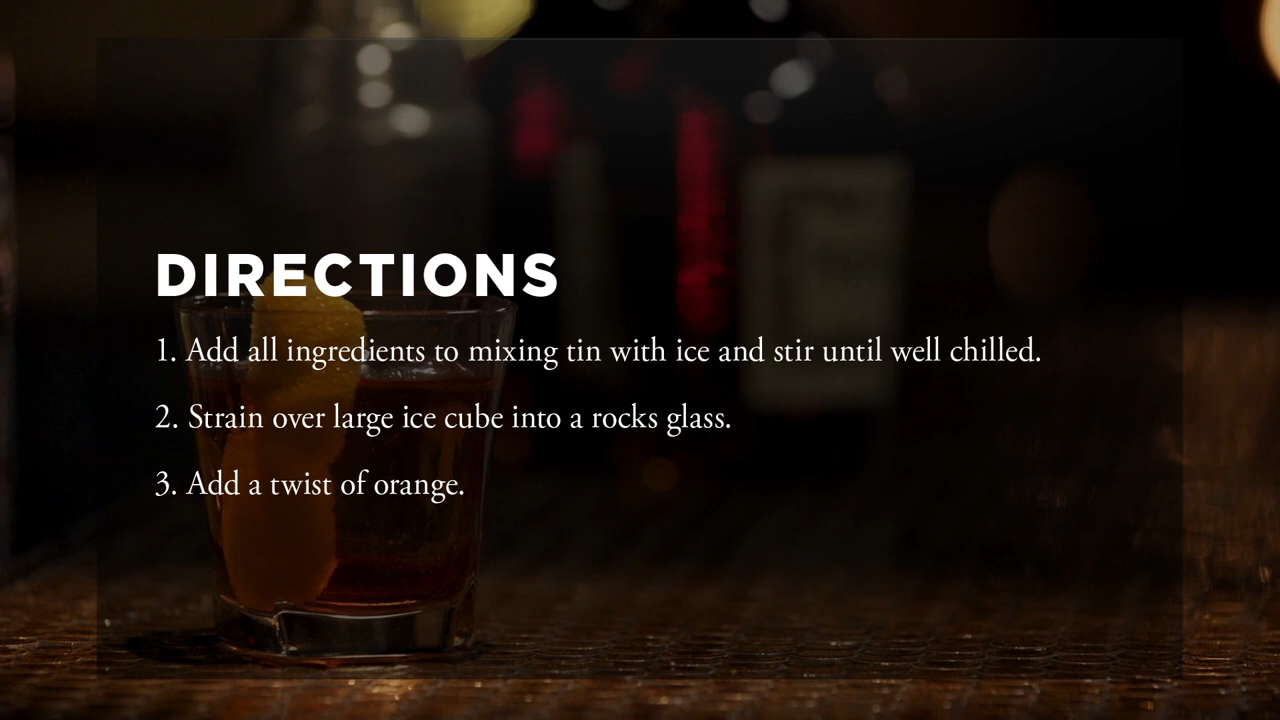 DIRECTIONS
1. Add all ingredients to mixing tin with ice and stir until well chilled.
2. Strain over large ice cube into a rocks glass.
3. Add a twist of orange.